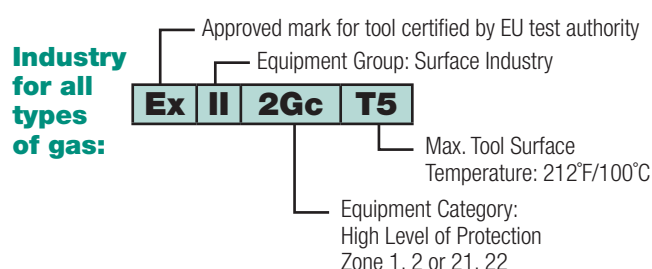 Approved mark for tool certified by EU test authority
Equipment Group: Surface Industry
Industry
for all
types
of gas:
Ex II 2Gc T5
Max. Tool Surface
Temperature: 212°F/100°C
Equipment Category:
High Level of Protection
Zone 1, 2 or 21, 22